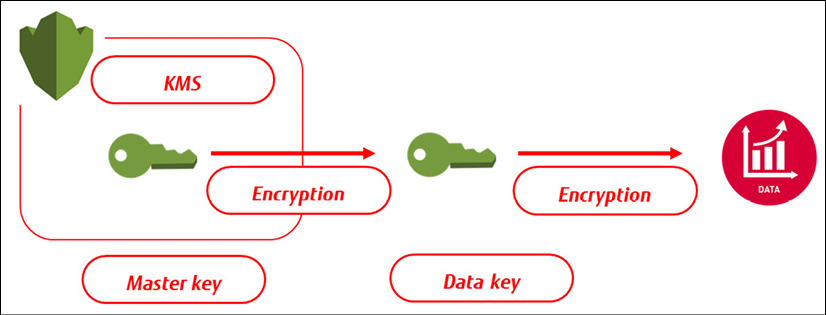 KMS
Encryption
Encryption
DATA
Master key
Data key